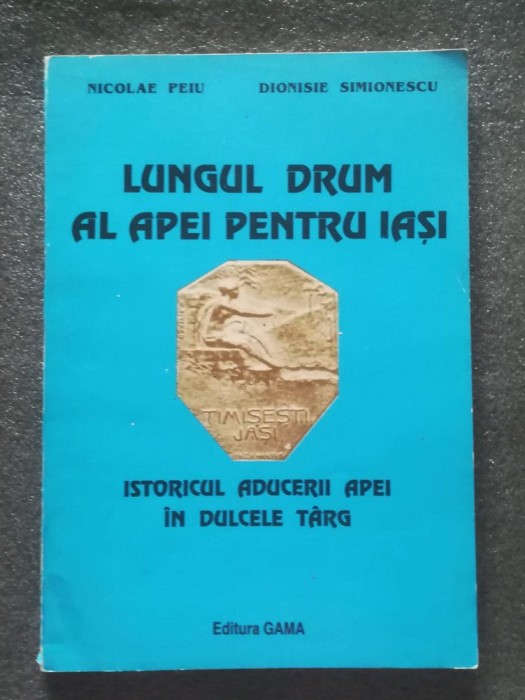 NICOLAE PEIU DIONISIE SIMIONESCU
LUNGUL DRUM
AL APEI PENTRU IAȘI
TIMISESTI
JAȘI
ISTORICUL ADUCERII APEI
ÎN DULCELE TÂRG
Editura GAMA